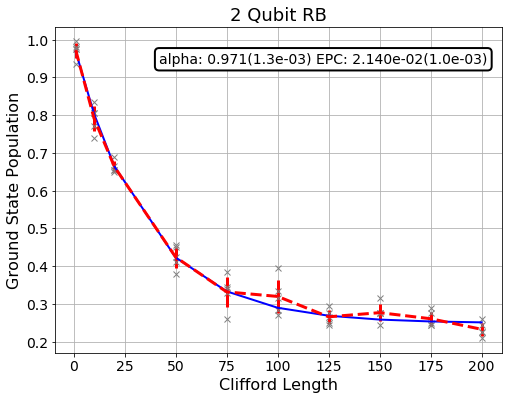 2 Qubit RB
alpha: 0.971(1.3e-03) EPC: 2.140e-02(1.0e-03)
Ground State Population
1.0
0.9
0.8
0.7
0.6
0.5
0.4
0.3
0.2
0 25 50 75 100 125 150 175 200
Clifford Length